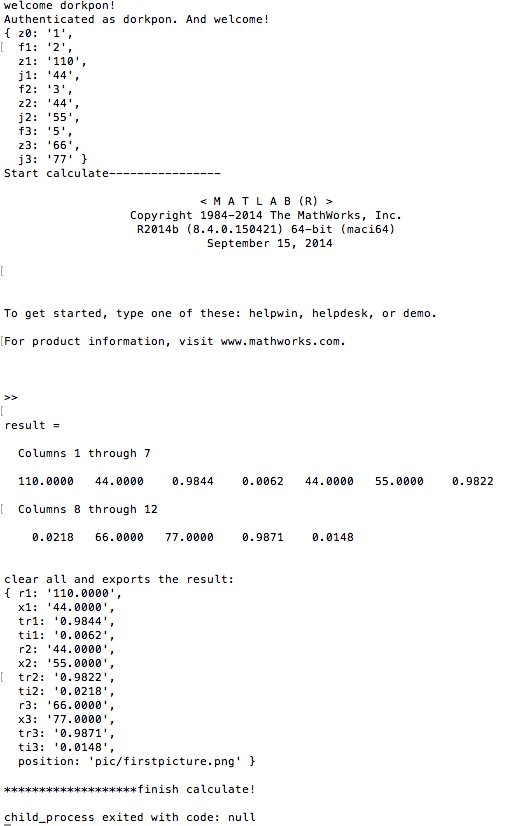 welcome dorkpon!
Authenticated as dorkpon. And welcome!
{ z0: '1',
f1: '2',
z1: '110',
j1: '44',
f2: '3',
z2: '44',
j2: '55',
f3: '5',
z3: '66',
j3: '77' }
Start calculate----------------
< M A T L A B (R) >
Copyright 1984-2014 The MathWorks, Inc.
R2014b (8.4.0.150421) 64-bit (maci64)
September 15, 2014
To get started, type one of these: helpwin, helpdesk, or demo.
For product information, visit www.mathworks.com.
>>
result =
Columns 1 through 7
110.0000 44.0000 0.9844 0.0062 44.0000 55.0000 0.9822
Columns 8 through 12
0.0218 66.0000 77.0000 0.9871 0.0148
clear all and exports the result:
{ r1: '110.0000',
x1: '44.0000',
tr1: '0.9844',
ti1: '0.0062',
r2: '44.0000',
x2: '55.0000',
tr2: '0.9822',
ti2: '0.0218',
r3: '66.0000',
x3: '77.0000',
tr3: '0.9871',
ti3: '0.0148',
position: 'pic/firstpicture.png' }
*******************finish calculate!
child_process exited with code: null